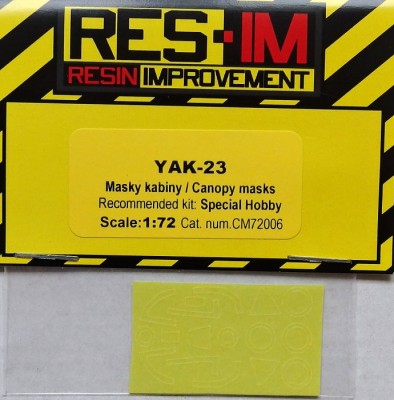 RES-IM
RESIN IMPROVEMENT
YAK-23
Masky kabiny / Canopy masks
Recommended kit: Special Hobby
Scale:1:72 Cat. num.CM72006